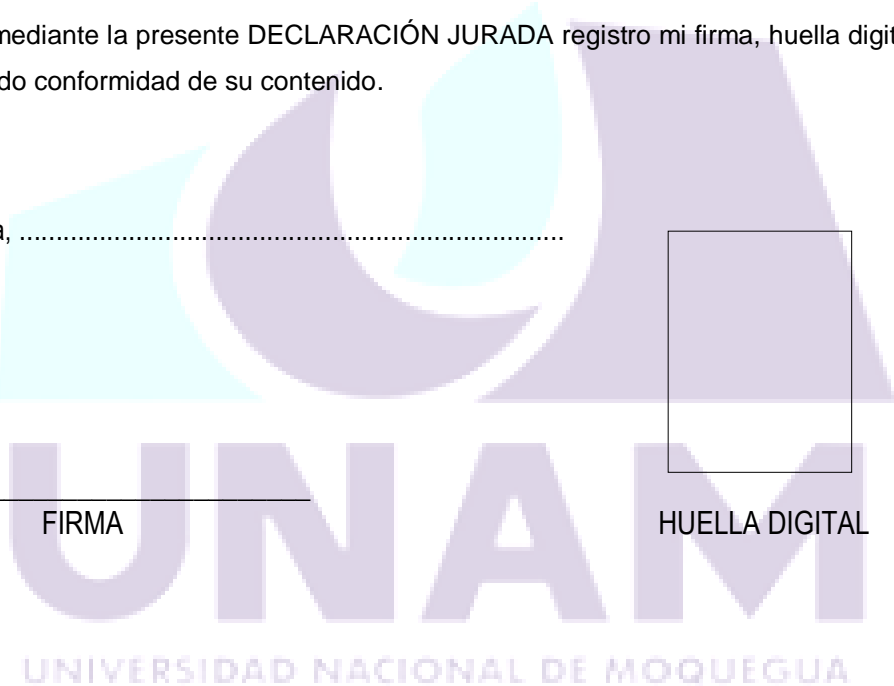 mediante la presente DECLARACIÓN JURADA registro mi firma, huella digit
do conformidad de su contenido.
a, ...........................................................................
FIRMA HUELLA DIGITAL
UNAM
UNIVERSIDAD NACIONAL DE MOQUEGUA